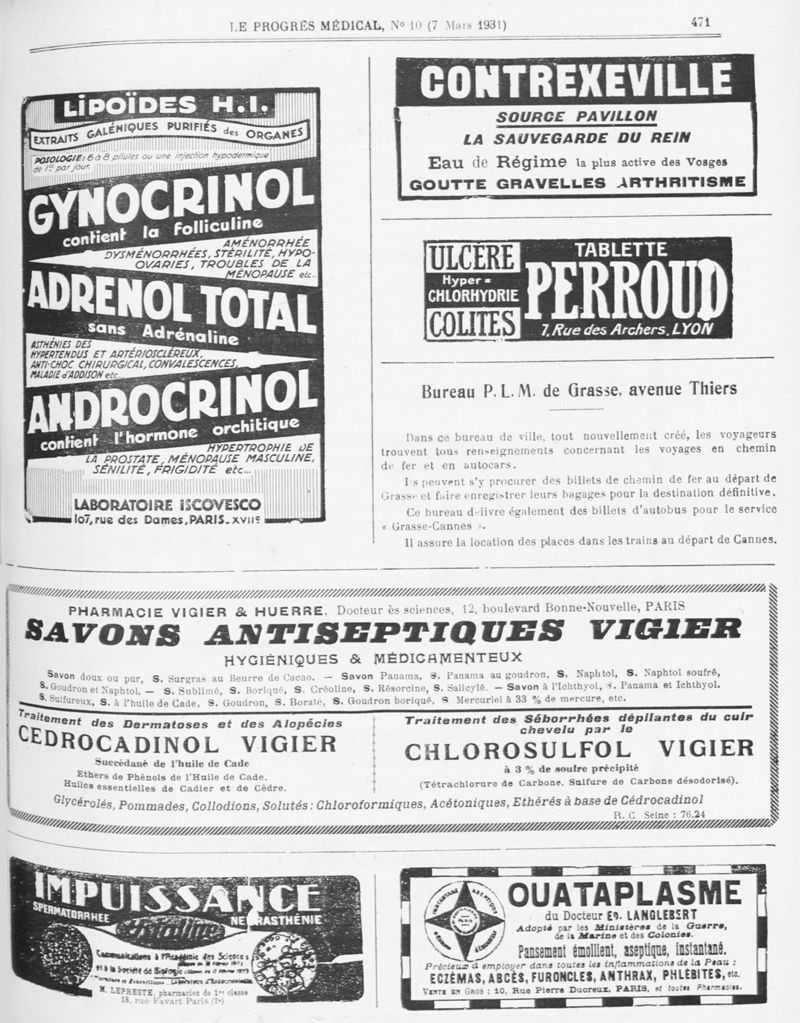 LE PROGRÈS MÉDICAL, No 10 (7 Mars 1931)
471
LIPOÏDES H.I.
EXTRAITS GALÉNIQUES PURIFIÉS des ORGANES
POSOLOGIE: 6 à 8 pilules ou une injection hypodermique
de 1cc par jour.
GYNOCRINOL
contient la folliculine
AMÉNORRHÉE
DYSMÉNORRHÉES, STÉRILITÉ, HYPO-
OVARIES, TROUBLES DE LA
MÉNOPAUSE etc..
ADRENOL TOTAL
sans Adrénaline
ASTHÉNIES DES
HYPERTENDUS ET ARTÉRIOSCLÉREUX,
ANTI-CHOC CHIRURGICAL, CONVALESCENCES,
MALADIE d'ADDISON etc...
ANDROCRINOL
contient l'hormone orchitique
HYPERTROPHIE DE
LA PROSTATE, MÉNOPAUSE MASCULINE,
SÉNILITÉ, FRIGIDITÉ etc...
LABORATOIRE ISCOVESCO
107, rue des Dames, PARIS - XVIIe
CONTREXEVILLE
SOURCE PAVILLON
LA SAUVEGARDE DU REIN
Eau de Régime la plus active des Vosges
GOUTTE GRAVELLES ARTHRITISME
ULCÈRE
Hyper=
CHLORHYDRIE
COLITES
TABLETTE
PERROUD
7, Rue des Archers, LYON
Bureau P. L. M. de Grasse, avenue Thiers
Dans ce bureau de ville, tout nouvellement créé, les voyageurs
trouvent tous renseignements concernant les voyages en chemin
de fer et en autocars.
Ils peuvent s'y procurer des billets de chemin de fer au départ de
Grasse et faire enregistrer leurs bagages pour la destination définitive.
Ce bureau délivre également des billets d'autobus pour le service
« Grasse-Cannes ».
Il assure la location des places dans les trains au départ de Cannes.
PHARMACIE VIGIER & HUERRE, Docteur ès sciences, 12, boulevard Bonne-Nouvelle, PARIS
SAVONS ANTISEPTIQUES VIGIER
HYGIÉNIQUES & MÉDICAMENTEUX
Savon doux ou pur, S. Surgras au Beurre de Cacao. — Savon Panama, S. Panama au goudron, S. Naphtol, S. Naphtol soufré,
S. Goudron et Naphtol. — S. Sublimé, S. Boriqué, S. Créoline, S. Résorcine, S. Salicylé. — Savon à l'Ichthyol, S. Panama et Ichthyol.
S. Sulfureux, S. à l'huile de Cade, S. Goudron, S. Boraté, S. Goudron boriqué, S Mercuriel à 33 % de mercure, etc.
Traitement des Dermatoses et des Alopécies
CEDROCADINOL VIGIER
Succédané de l'huile de Cade
Ethers de Phénols de l'Huile de Cade.
Huiles essentielles de Cadier et de Cèdre.
Traitement des Séborrhées dépilantes du cuir
chevelu par le
CHLOROSULFOL VIGIER
à 3 % de soufre précipité
(Tétrachlorure de Carbone, Sulfure de Carbone désodorisé).
Glycérolés, Pommades, Collodions, Solutés : Chloroformiques, Acétoniques, Ethérés à base de Cédrocadinol
R. C. Seine : 76.24
IMPUISSANCE
SPERMATORRHÉE
NEURASTHÉNIE
Communications à l'Académie des Sciences
et à la Société de Biologie
M. LEPRESTE, pharmacien de 1re classe
18, rue Favart Paris (2e)
OUATAPLASME
du Docteur Ed. LANGLEBERT
Adopté par les Ministères de la Guerre,
de la Marine et des Colonies.
Pansement émollient, aseptique, instantané.
Précieux à employer dans toutes les inflammations de la Peau :
ECZÉMAS, ABCÈS, FURONCLES, ANTHRAX, PHLÉBITES, etc.
VENTE EN GROS : 10, Rue Pierre Ducreux, PARIS, et toutes Pharmacies.